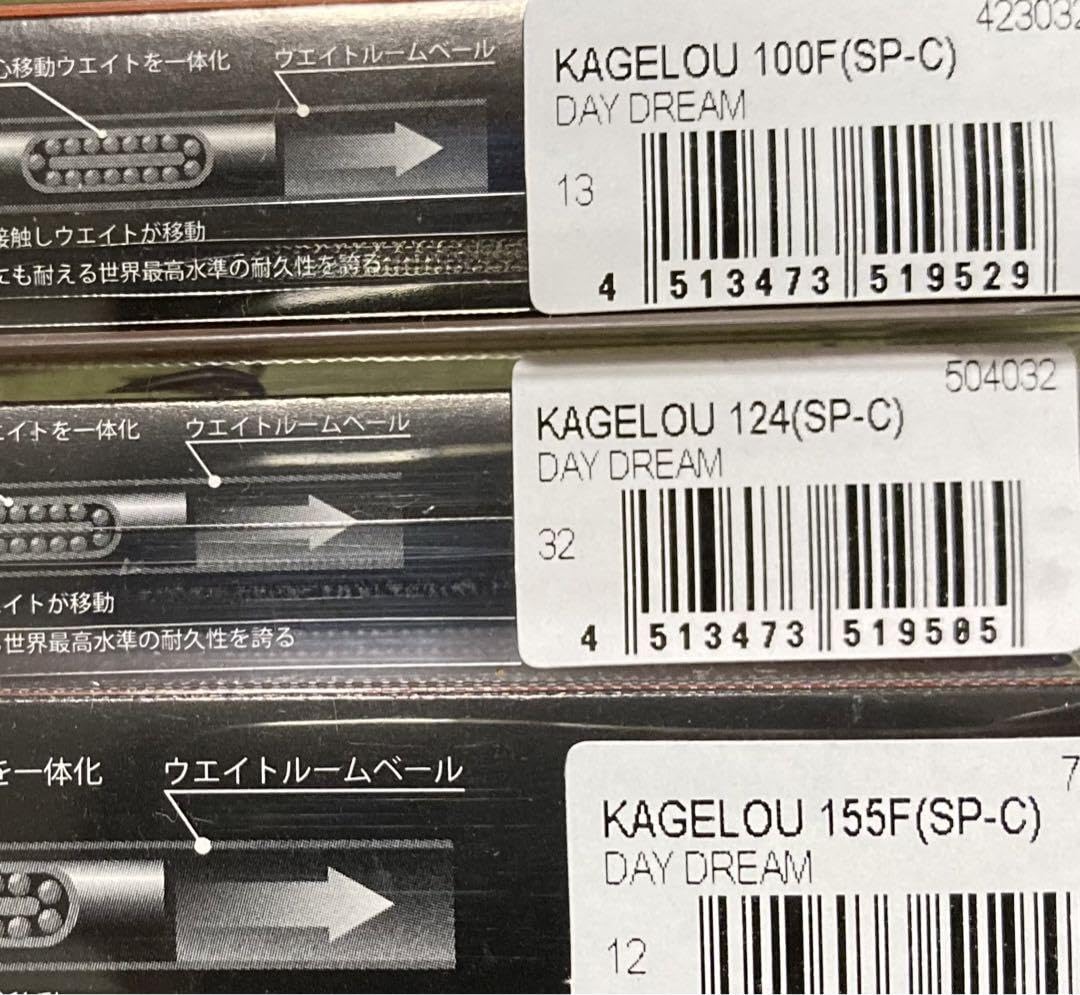 心移動ウエイトを一体化
ウエイトルームベール
接触しウエイトが移動
にも耐える世界最高水準の耐久性を誇る
423032
KAGELOU 100F(SP-C)
DAY DREAM
13
4 513473 519529
エイトを一体化
ウエイトルームベール
エイトが移動
世界最高水準の耐久性を誇る
504032
KAGELOU 124(SP-C)
DAY DREAM
32
4 513473 519505
を一体化
ウエイトルームベール
7
KAGELOU 155F(SP-C)
DAY DREAM
12